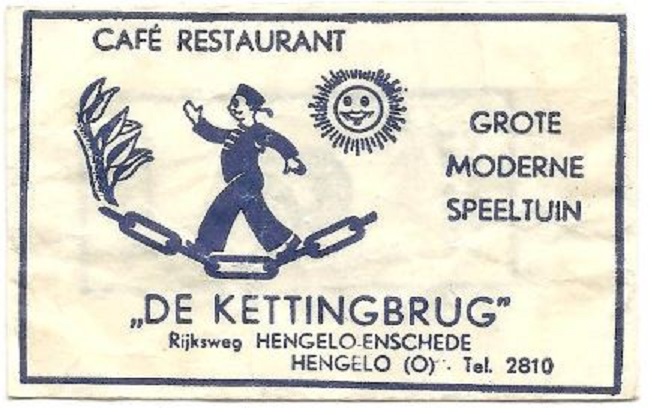 CAFÉ RESTAURANT
GROTE
MODERNE
SPEELTUIN
„DE KETTINGBRUG”
Rijksweg HENGELO-ENSCHEDE
HENGELO (O) · Tel. 2810